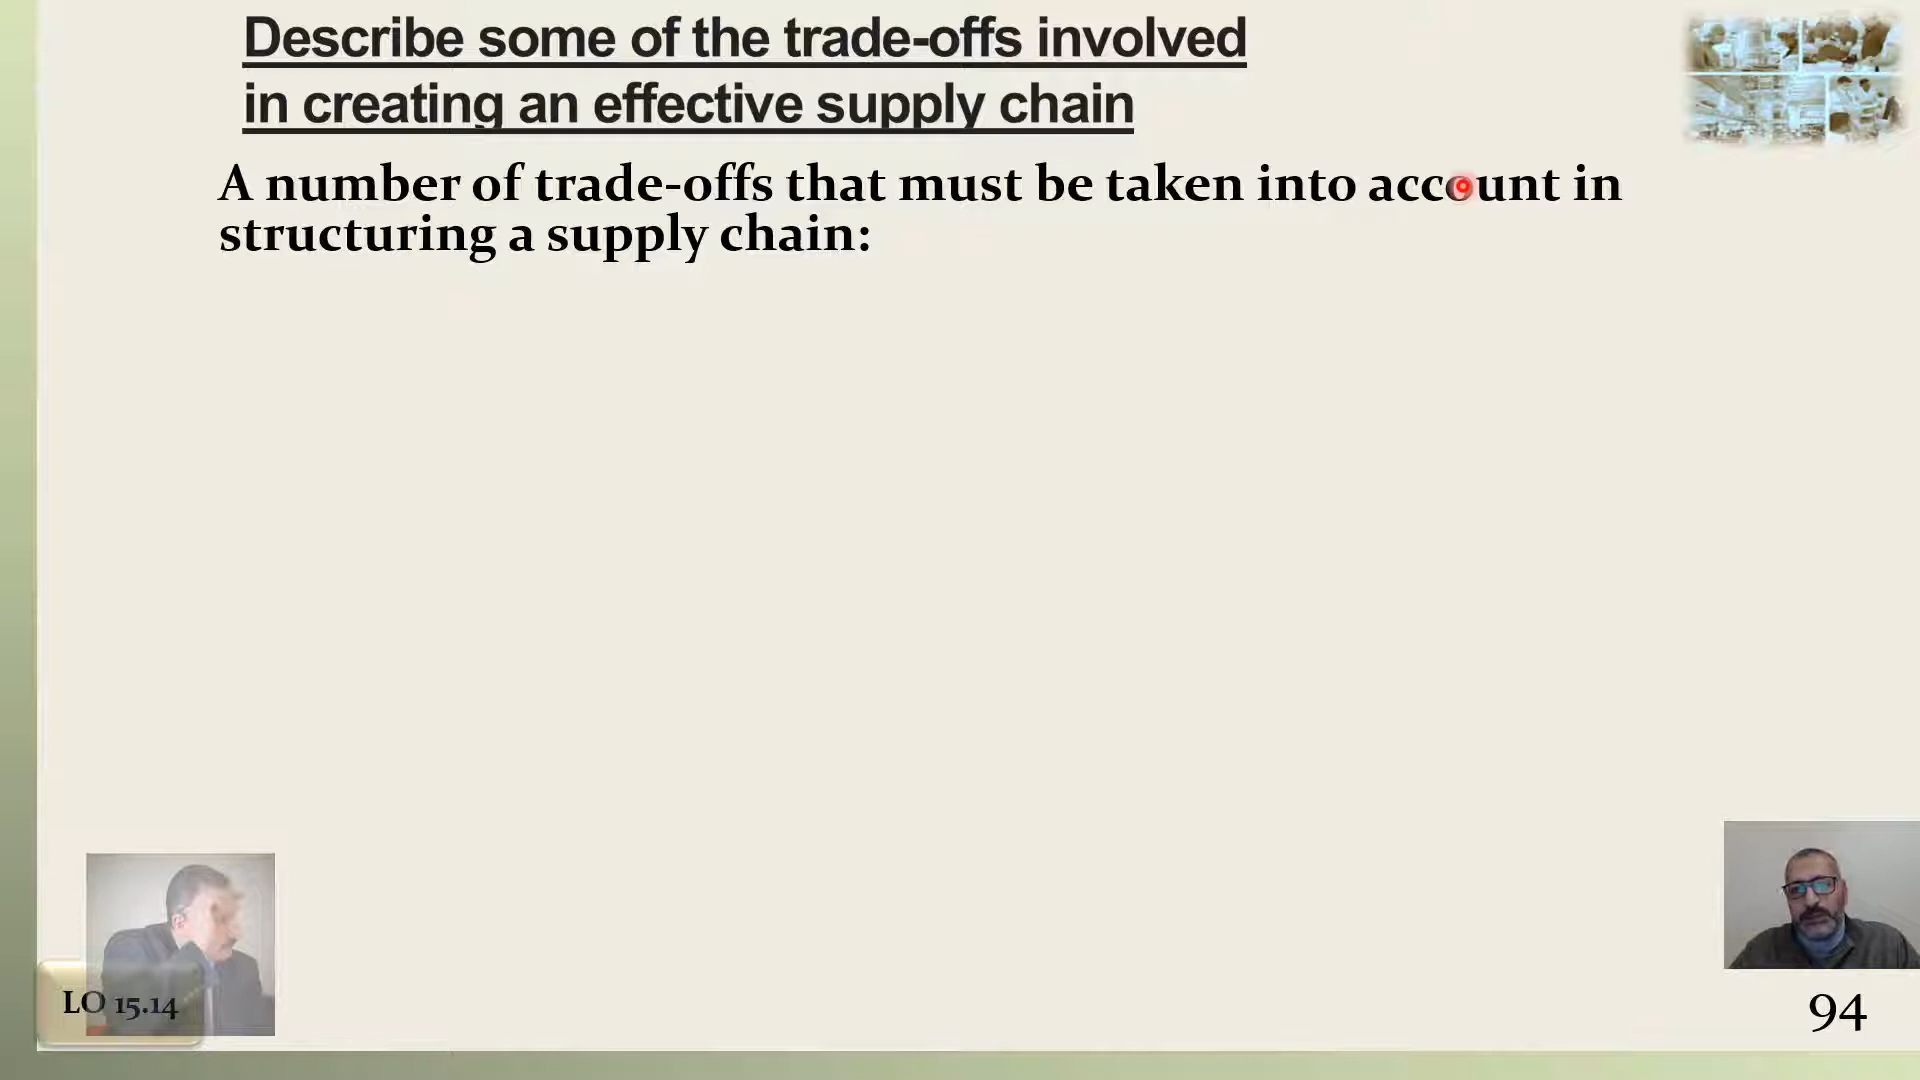 Describe some of the trade-offs involved
in creating an effective supply chain
A number of trade-offs that must be taken into account in
structuring a supply chain:
LO 15.14
94